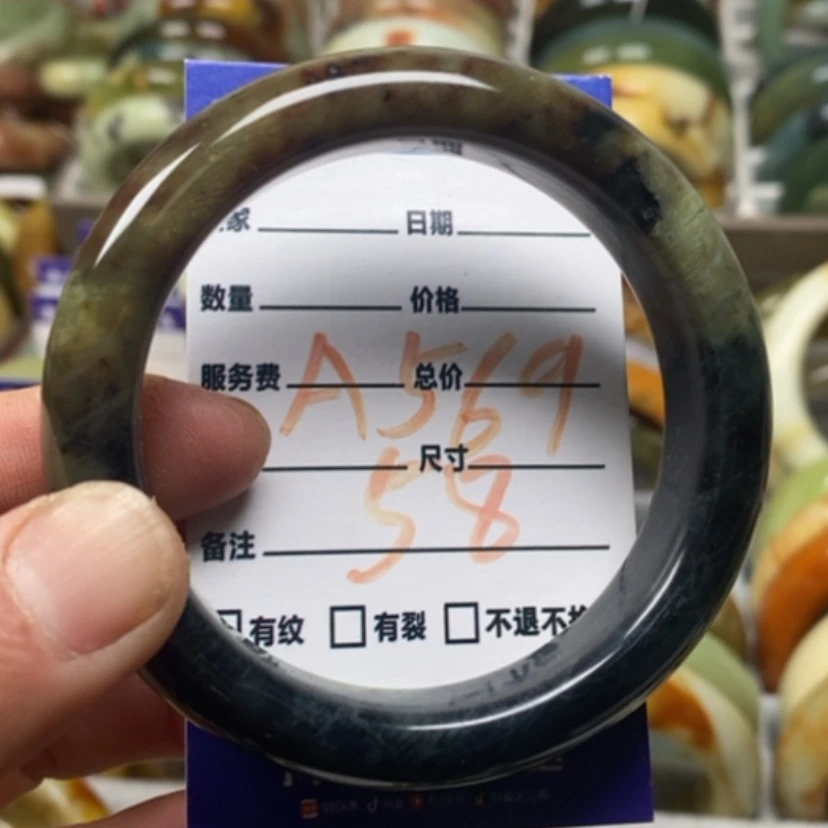 家 日期
数量 价格
服务费 总价
A569
尺寸
58
备注
有纹 有裂 不退不